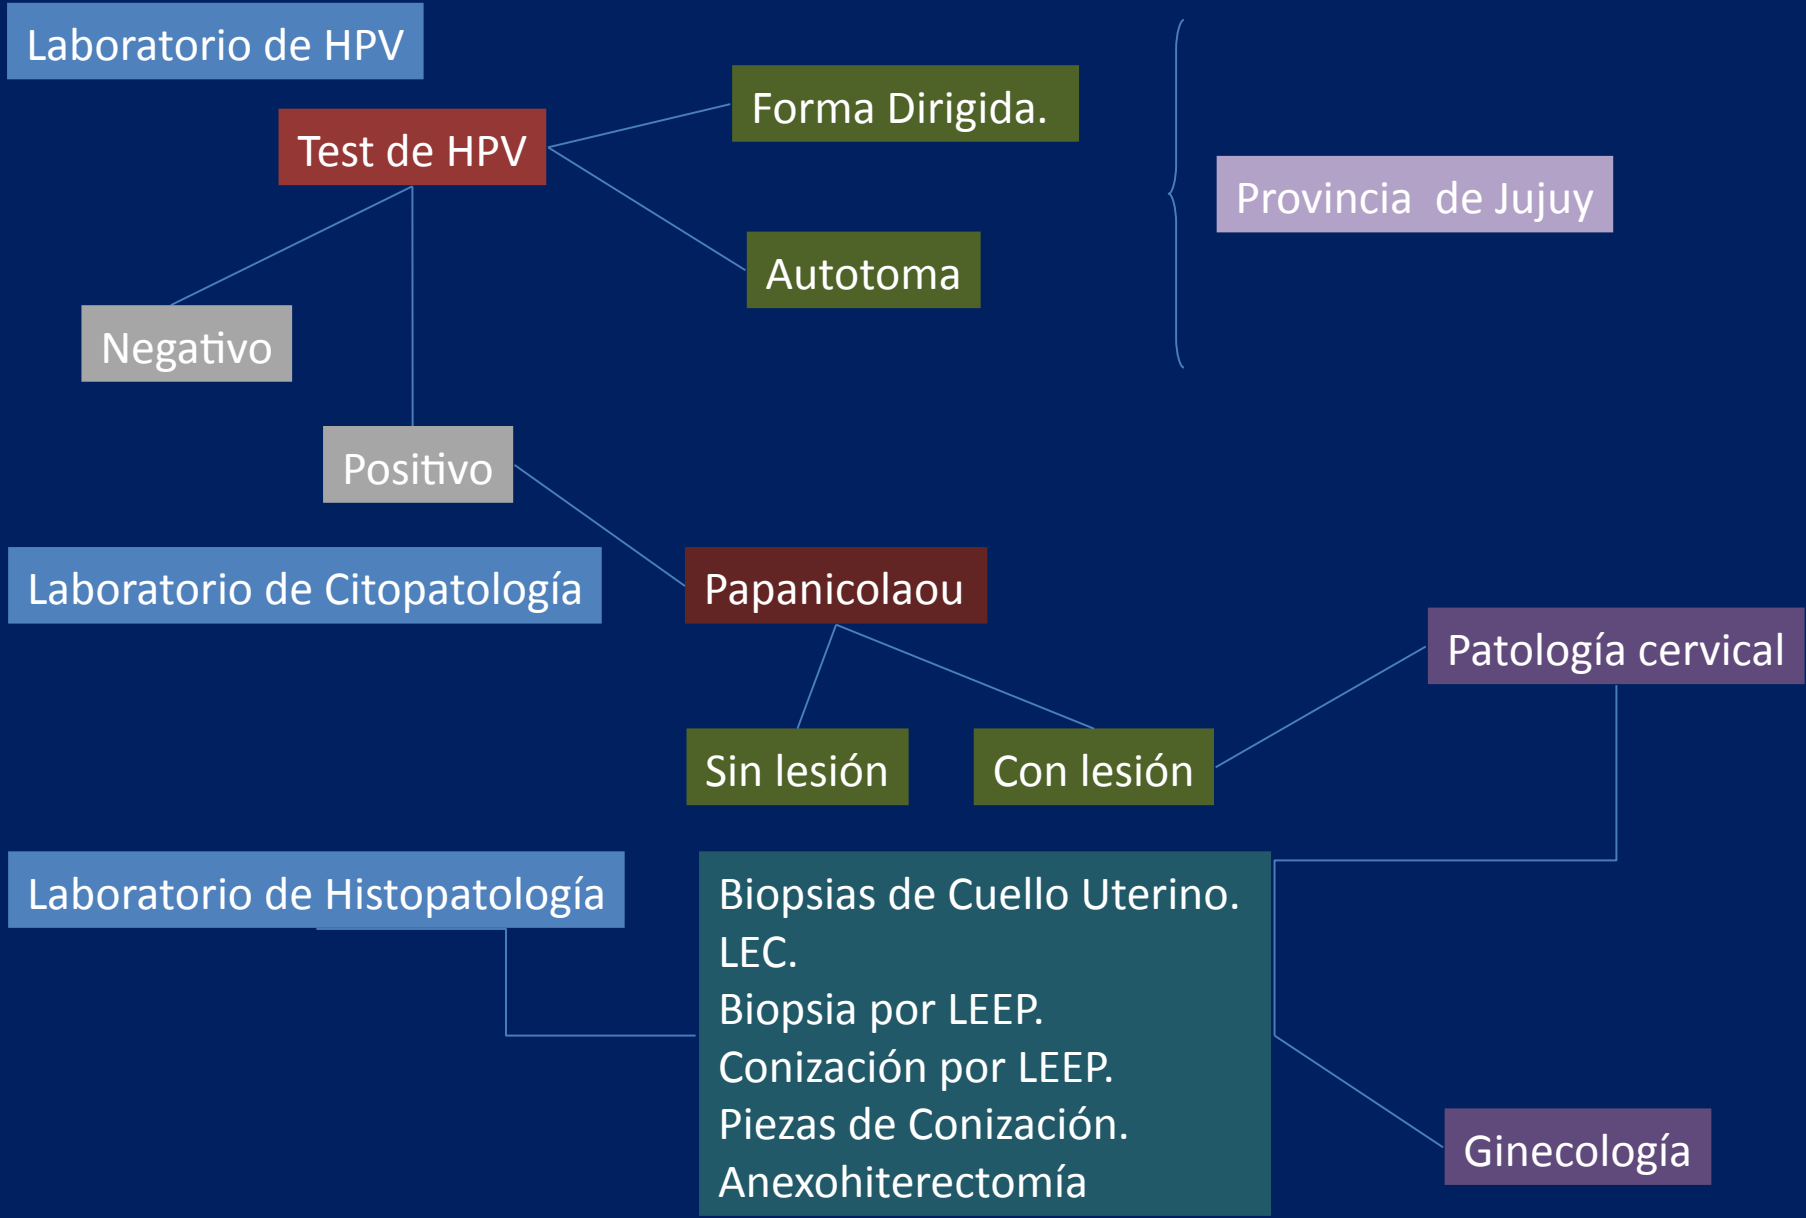 Laboratorio de HPV
Forma Dirigida.
Test de HPV
Provincia de Jujuy
Autotoma
Negativo
Positivo
Laboratorio de Citopatología
Papanicolaou
Patología cervical
Sin lesión
Con lesión
Laboratorio de Histopatología
Biopsias de Cuello Uterino.
LEC.
Biopsia por LEEP.
Conización por LEEP.
Piezas de Conización.
Anexohiterectomía
Ginecología